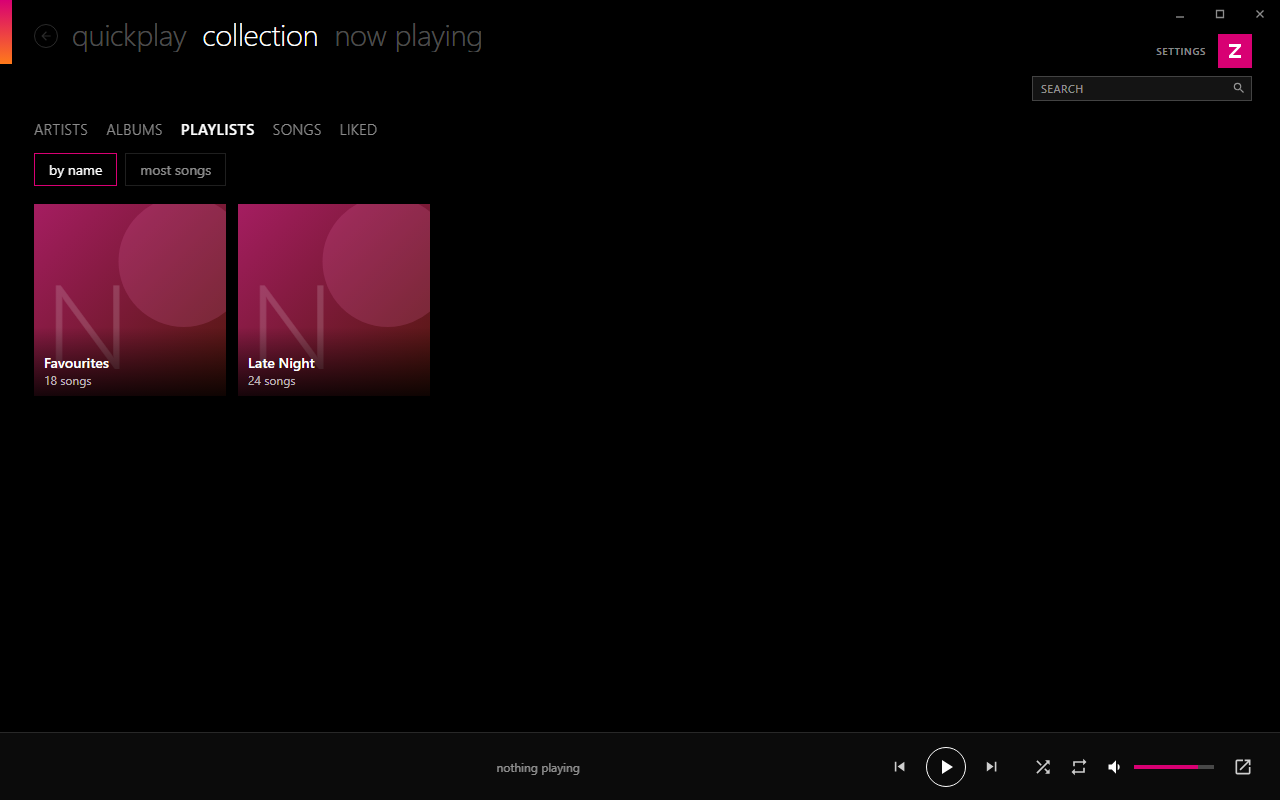 quickplay collection now playing
SETTINGS Z
SEARCH
ARTISTS ALBUMS PLAYLISTS SONGS LIKED
by name most songs
N N
Favourites Late Night
18 songs 24 songs
nothing playing